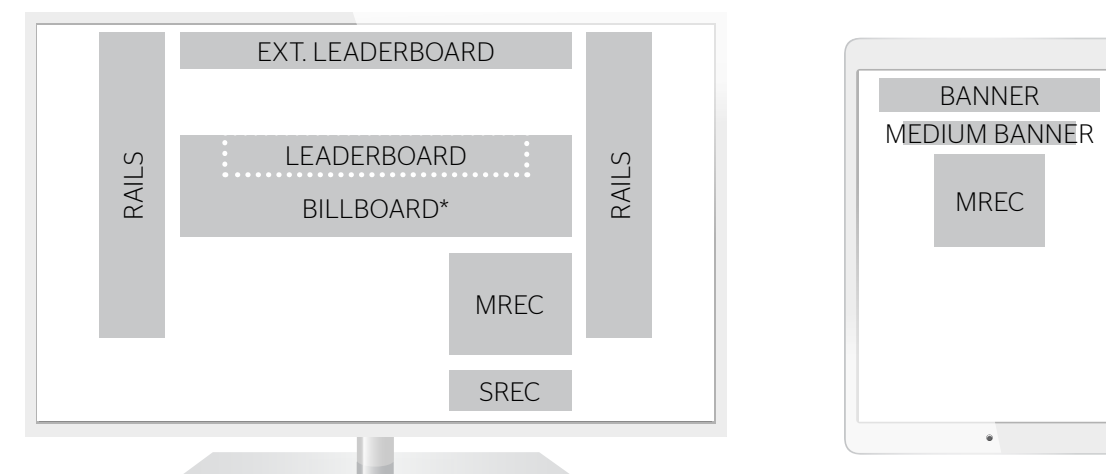 EXT. LEADERBOARD
RAILS
LEADERBOARD
BILLBOARD*
RAILS
MREC
SREC
BANNER
MEDIUM BANNER
MREC